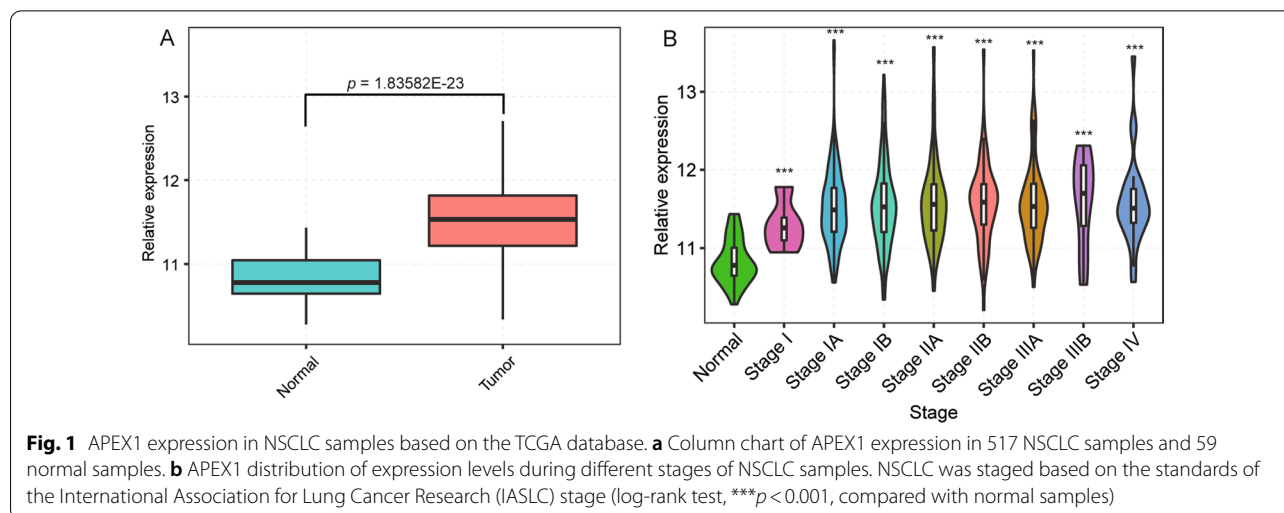 A
p = 1.83582E-23
13
12
11
Relative expression
Normal
Tumor
B
***
***
***
***
***
***
***
***
13
12
11
Relative expression
Normal
Stage I
Stage IA
Stage IB
Stage IIA
Stage IIB
Stage IIIA
Stage IIIB
Stage IV
Stage
Fig. 1 APEX1 expression in NSCLC samples based on the TCGA database. a Column chart of APEX1 expression in 517 NSCLC samples and 59
normal samples. b APEX1 distribution of expression levels during different stages of NSCLC samples. NSCLC was staged based on the standards of
the International Association for Lung Cancer Research (IASLC) stage (log-rank test, ***p < 0.001, compared with normal samples)